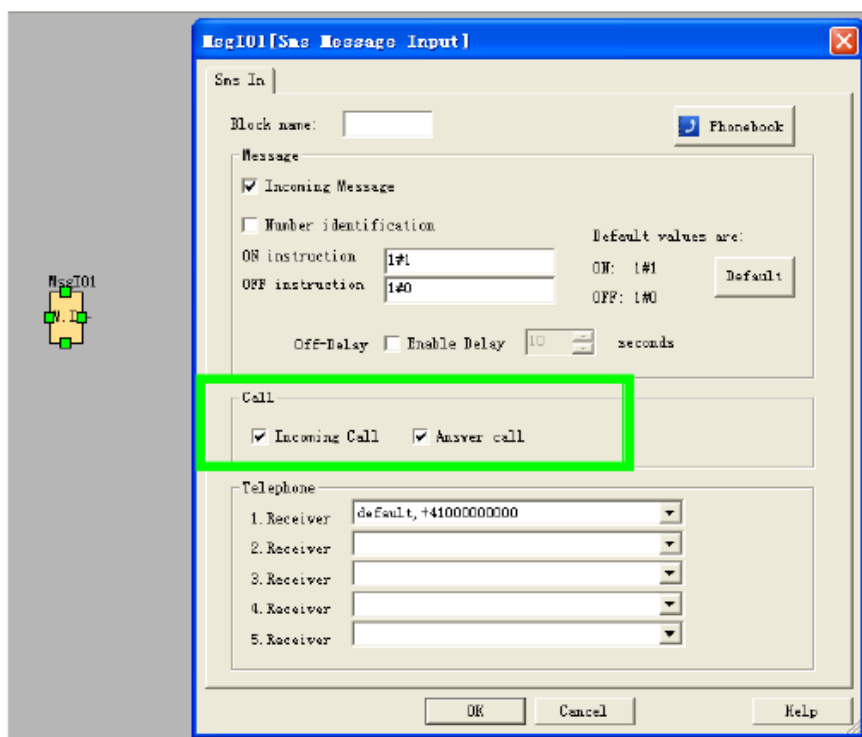 MsgI01[Sms Message Input]
Sms In
Block name:
Phonebook
Message
Incoming Message
Number identification
Default values are:
ON instruction 1#1
ON: 1#1
Default
OFF instruction 1#0
OFF: 1#0
Off-Delay Enable Delay 10 seconds
Call
Incoming Call Answer call
Telephone
1.Receiver default,+41000000000
2.Receiver
3.Receiver
4.Receiver
5.Receiver
OK Cancel Help
MsgI01